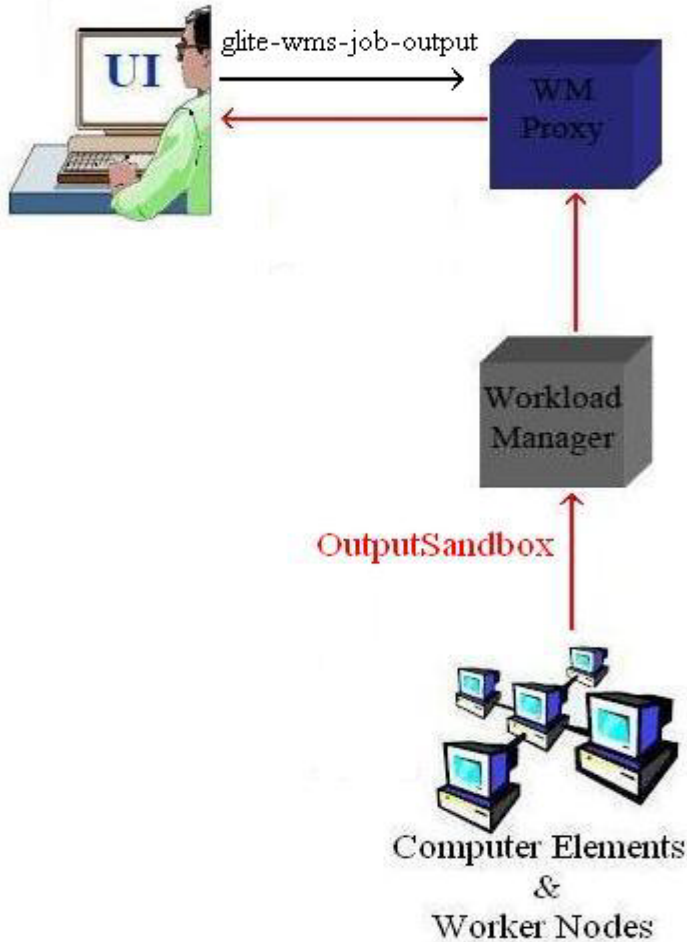 glite-wms-job-output
UI
WM
Proxy
Workload
Manager
OutputSandbox
Computer Elements
&
Worker Nodes